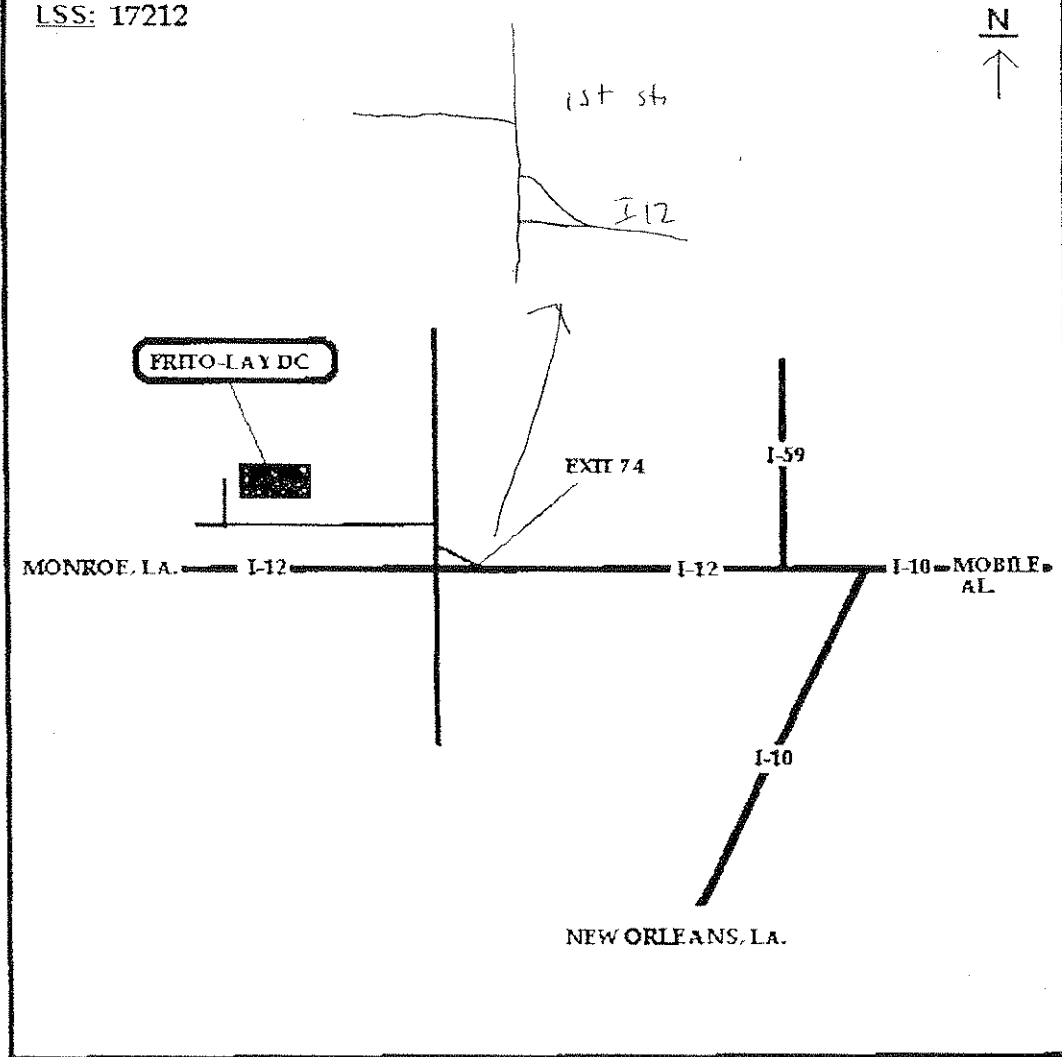 LSS: 17212
N
1st st
I 12
FRITO-LAY DC
I-59
EXIT 74
MONROE, LA.
I-12
I-12
I-10
MOBILE
AL.
I-10
NEW ORLEANS, LA.